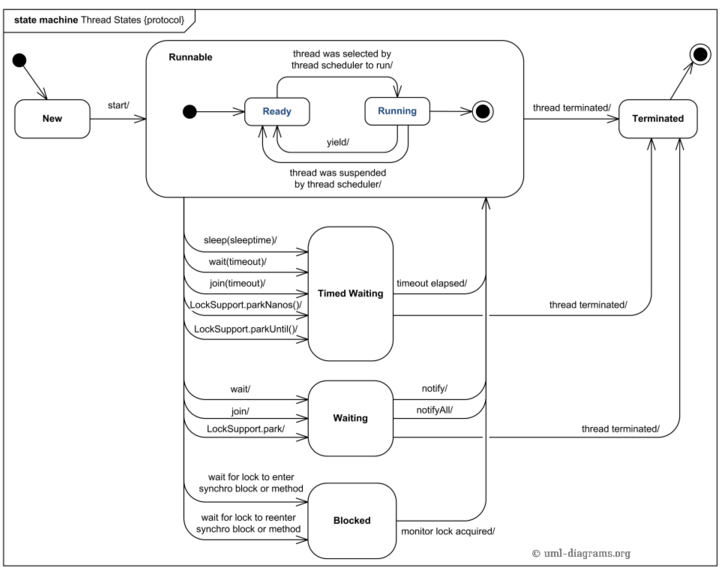 state machine Thread States {protocol}
Runnable
thread was selected by
thread scheduler to run/
New
start/
Ready
Running
thread terminated/
Terminated
yield/
thread was suspended
by thread scheduler/
sleep(sleeptime)/
wait(timeout)/
join(timeout)/
LockSupport.parkNanos()/
LockSupport.parkUntil()/
Timed Waiting
timeout elapsed/
thread terminated/
wait/
join/
LockSupport.park/
Waiting
notify/
notifyAll/
thread terminated/
wait for lock to enter
synchro block or method
wait for lock to reenter
synchro block or method
Blocked
monitor lock acquired/
© uml-diagrams.org